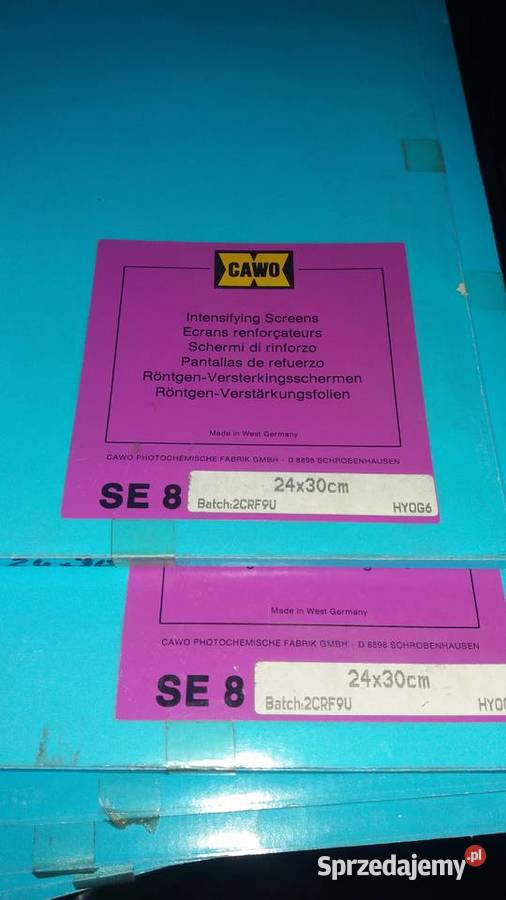 CAWO
Intensifying Screens
Ecrans renforçateurs
Schermi di rinforzo
Pantallas de refuerzo
Röntgen-Versterkingsschermen
Röntgen-Verstärkungsfolien
Made in West Germany
CAWO PHOTOCHEMISCHE FABRIK GMBH · D 8898 SCHROBENHAUSEN
SE 8
24x30cm
Batch:2CRF9U HYOG6
Made in West Germany
CAWO PHOTOCHEMISCHE FABRIK GMBH · D 8898 SCHROBENHAUSEN
SE 8
24x30cm
Batch:2CRF9U
Sprzedajemy.pl